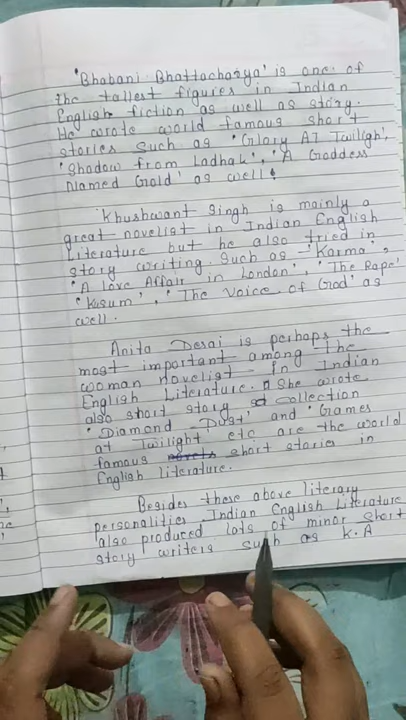 'Bhabani Bhattacharya' is one of
the tallest figures in Indian
English fiction as well as story.
He wrote world famous short
stories Such as 'Glory AT Twiligh',
'Shadow from Ladhak', 'A Goddess
Named Gold' as well.
Khushwant Singh is mainly a
great novelist in Indian English
Literature but he also tried in
story writing. Such as 'Karma',
'A love Affair in London', 'The Rape'
'Kusum', 'The Voice of God' as
well.
Anita Desai is perhaps the
most important among The
woman novelist in Indian
English Literature. She wrote
also short story collection
'Diamond Dust' and 'Games
at Twilight' etc are the world
famous short stories in
English literature.
Besides these above literary
personalities Indian English Literature
also produced lots of minor short
story writers such as K.A